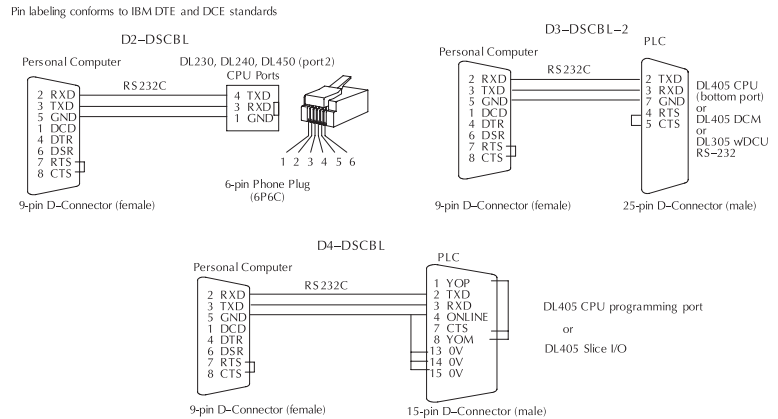 Pin labeling conforms to IBM DTE and DCE standards
D2–DSCBL
Personal Computer
DL230, DL240, DL450 (port2)
CPU Ports
RS232C
2 RXD
3 TXD
5 GND
1 DCD
4 DTR
6 DSR
7 RTS
8 CTS
4 TXD
3 RXD
1 GND
1 2 3 4 5 6
6-pin Phone Plug
(6P6C)
9-pin D–Connector (female)
D3–DSCBL–2
Personal Computer
PLC
RS232C
2 RXD
3 TXD
5 GND
1 DCD
4 DTR
6 DSR
7 RTS
8 CTS
2 TXD
3 RXD
7 GND
4 RTS
5 CTS
DL405 CPU
(bottom port)
or
DL405 DCM
or
DL305 wDCU
RS–232
9-pin D–Connector (female)
25-pin D–Connector (male)
D4–DSCBL
Personal Computer
PLC
RS232C
2 RXD
3 TXD
5 GND
1 DCD
4 DTR
6 DSR
7 RTS
8 CTS
1 YOP
2 TXD
3 RXD
4 ONLINE
7 CTS
8 YOM
13 0V
14 0V
15 0V
DL405 CPU programming port
or
DL405 Slice I/O
9-pin D–Connector (female)
15-pin D–Connector (male)